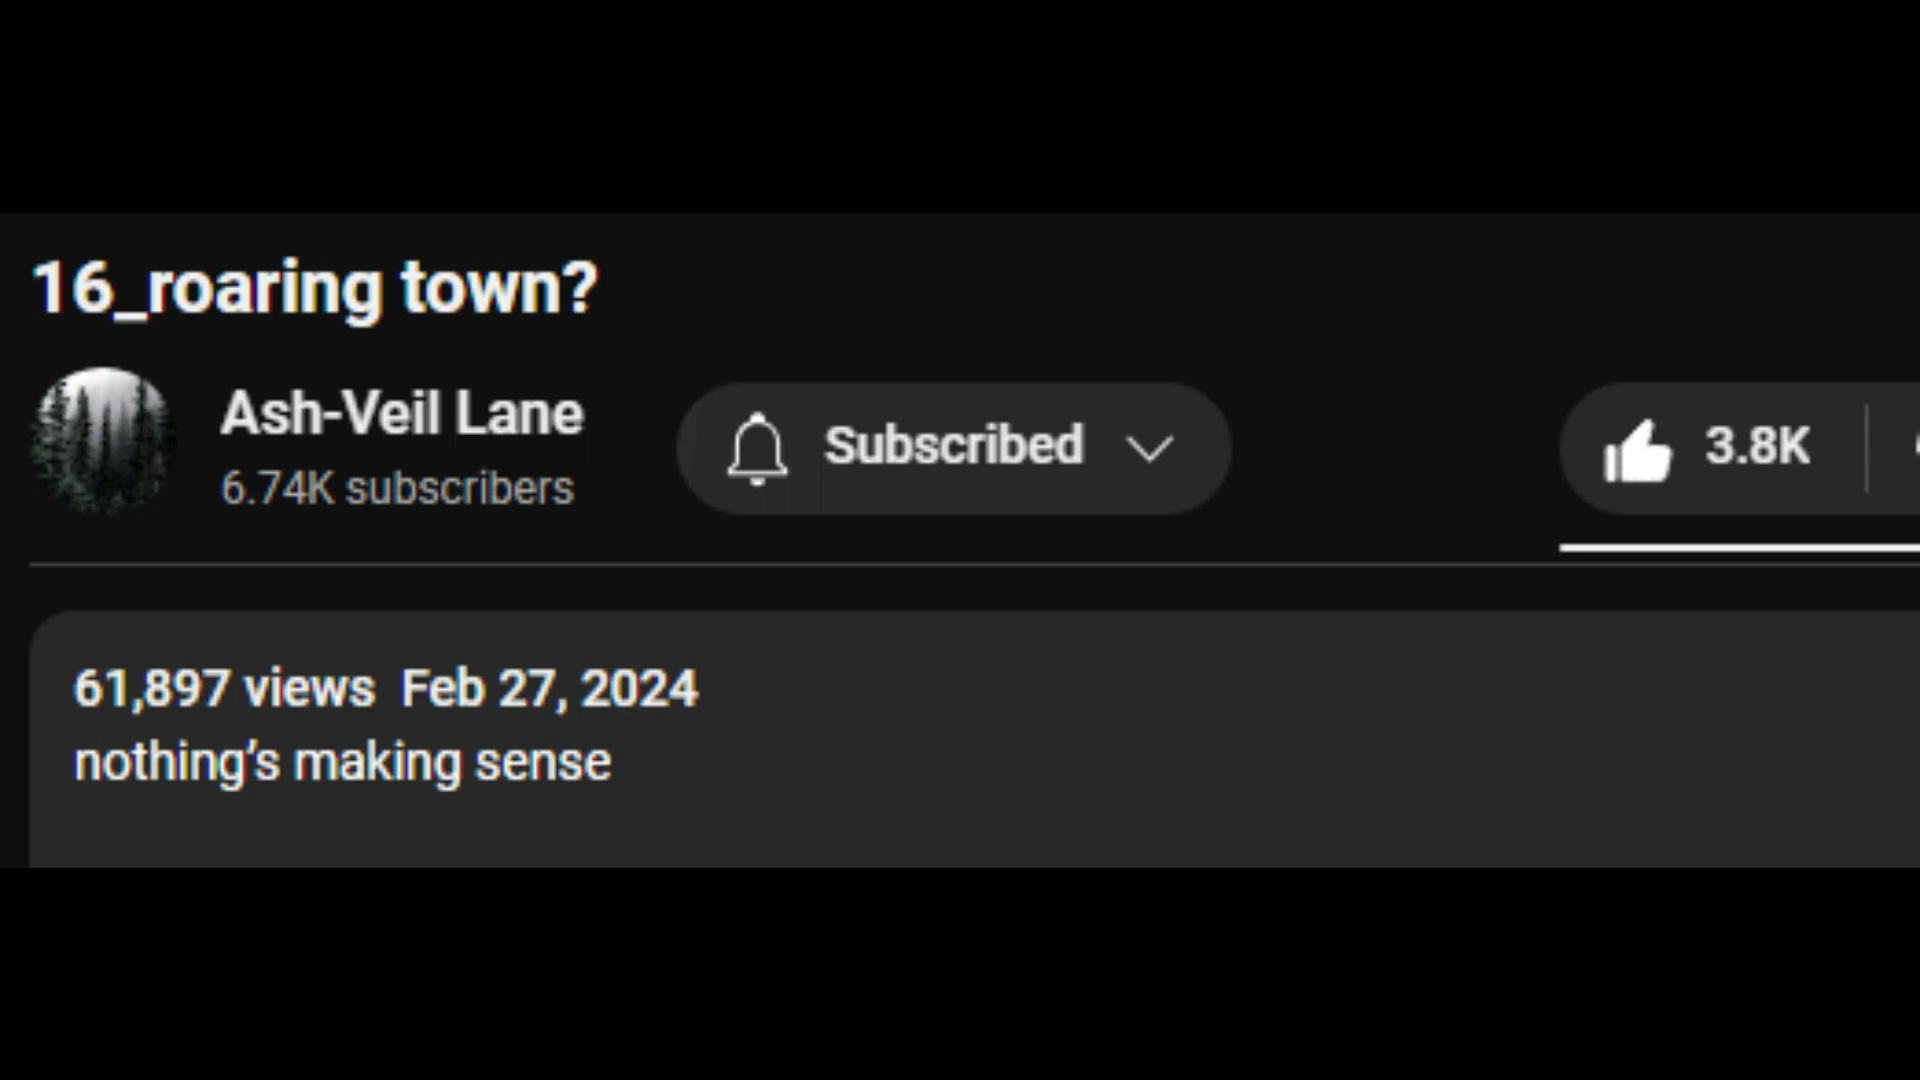 16_roaring town?
Ash-Veil Lane
6.74K subscribers
Subscribed
3.8K
61,897 views  Feb 27, 2024
nothing’s making sense